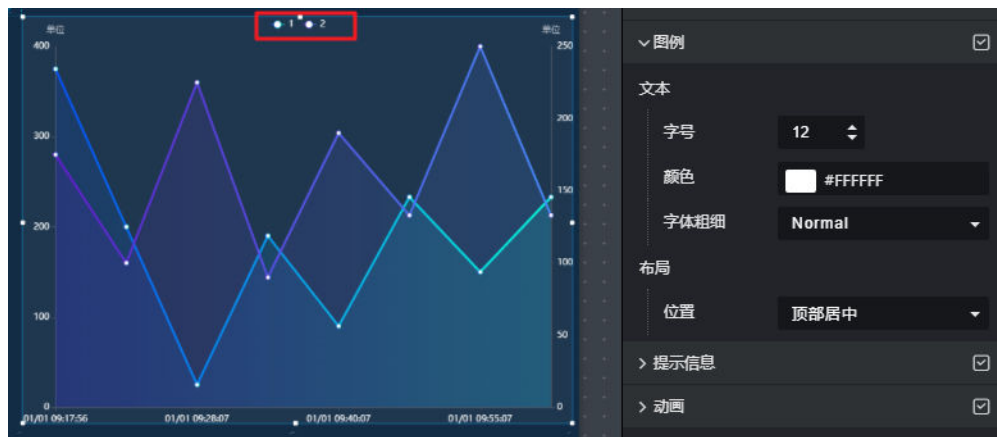 1 2
单位 单位
400 250
300 200
200 150
100 100
50
0 0
01/01 09:17:56 01/01 09:28:07 01/01 09:40:07 01/01 09:55:07
图例
文本
字号 12
颜色 #FFFFFF
字体粗细 Normal
布局
位置 顶部居中
提示信息
动画